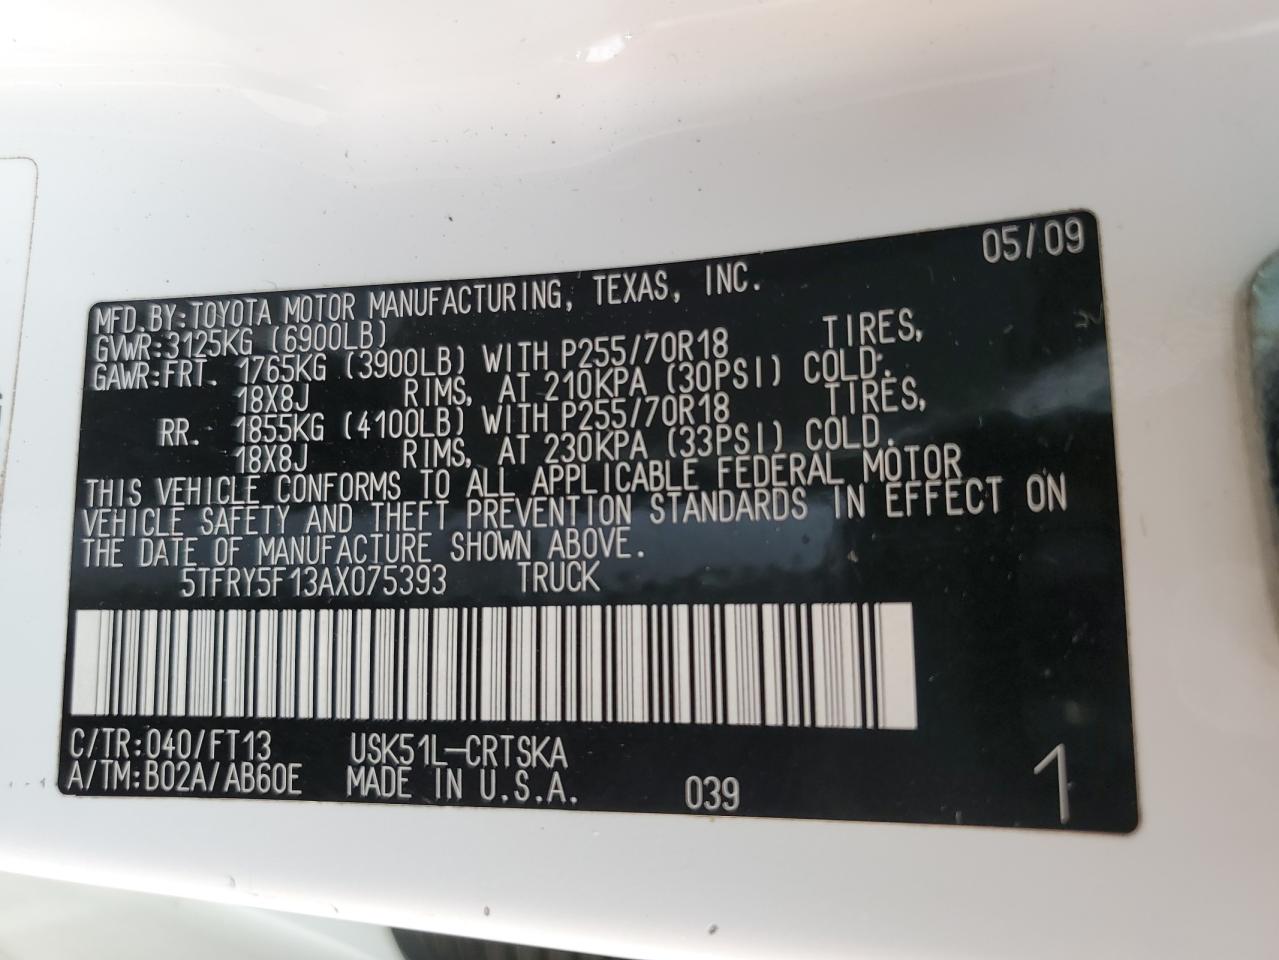 05/09
MFD.BY:TOYOTA MOTOR MANUFACTURING, TEXAS, INC.
GVWR:3125KG (6900LB)
GAWR:FRT. 1765KG (3900LB) WITH P255/70R18 TIRES,
18X8J RIMS, AT 210KPA (30PSI) COLD.
RR. 1855KG (4100LB) WITH P255/70R18 TIRES,
18X8J RIMS, AT 230KPA (33PSI) COLD.
THIS VEHICLE CONFORMS TO ALL APPLICABLE FEDERAL MOTOR
VEHICLE SAFETY AND THEFT PREVENTION STANDARDS IN EFFECT ON
THE DATE OF MANUFACTURE SHOWN ABOVE.
5TFRY5F13AX075393 TRUCK
C/TR:040/FT13 USK51L-CRTSKA
A/TM:B02A/AB60E MADE IN U.S.A. 039 1